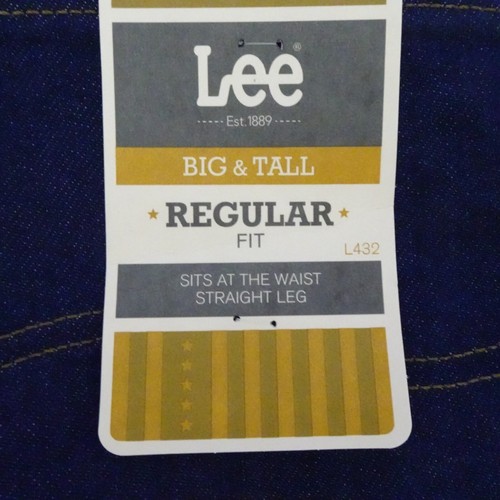 Lee®
Est. 1889
BIG & TALL
REGULAR
FIT
L432
SITS AT THE WAIST
STRAIGHT LEG